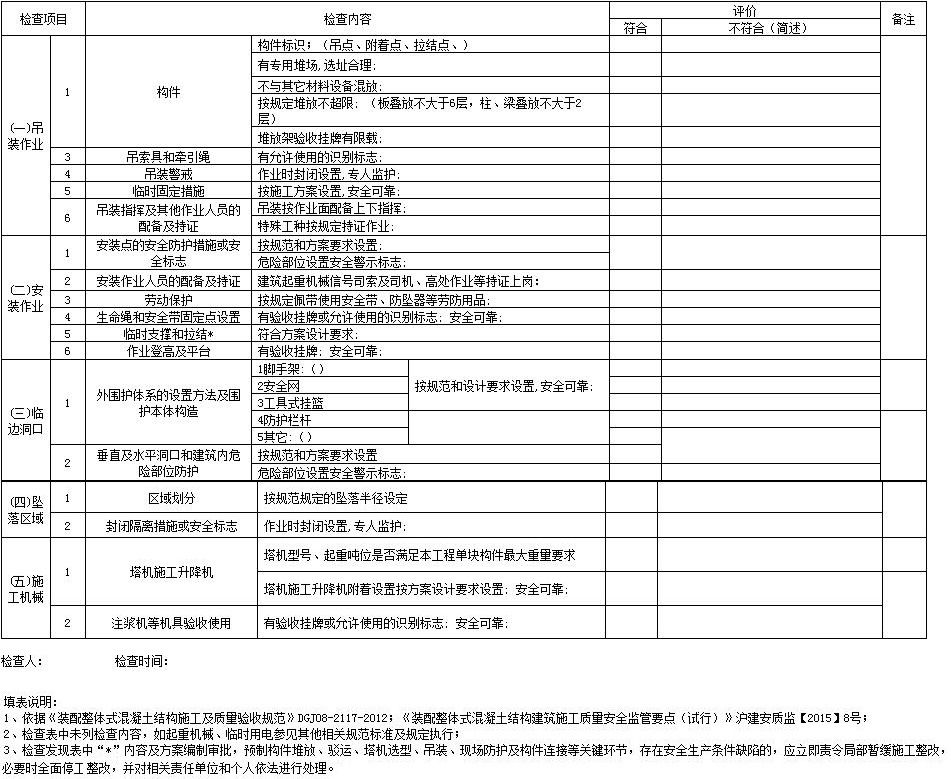 检查项目 检查内容 评价 备注
符合 不符合（简述）
(一)吊
装作业
1 构件 构件标识；（吊点、附着点、拉结点、）
有专用堆场,选址合理;
不与其它材料设备混放;
按规定堆放不超限; （板叠放不大于6层，柱、梁叠放不大于2
层）
堆放架验收挂牌有限载;
3 吊索具和牵引绳 有允许使用的识别标志;
4 吊装警戒 作业时封闭设置,专人监护;
5 临时固定措施 按施工方案设置,安全可靠;
6 吊装指挥及其他作业人员的
配备及持证
吊装按作业面配备上下指挥;
特殊工种按规定持证作业;
(二)安
装作业
1 安装点的安全防护措施或安
全标志
按规范和方案要求设置;
危险部位设置安全警示标志;
2 安装作业人员的配备及持证 建筑起重机械信号司索及司机、高处作业等持证上岗:
3 劳动保护 按规定佩带使用安全带、防坠器等劳防用品;
4 生命绳和安全带固定点设置 有验收挂牌或允许使用的识别标志; 安全可靠;
5 临时支撑和拉结* 符合方案设计要求;
6 作业登高及平台 有验收挂牌; 安全可靠;
(三)临
边洞口
1 外围护体系的设置方法及围
护本体构造
1脚手架:（）
2安全网
3工具式挂篮
4防护栏杆
5其它:（）
按规范和设计要求设置,安全可靠;
2 垂直及水平洞口和建筑内危
险部位防护
按规范和方案要求设置
危险部位设置安全警示标志;
(四)坠
落区域
1 区域划分 按规范规定的坠落半径设定
2 封闭隔离措施或安全标志 作业时封闭设置,专人监护;
(五)施
工机械
1 塔机施工升降机 塔机型号、起重吨位是否满足本工程单块构件最大重量要求
塔机施工升降机附着设置按方案设计要求设置; 安全可靠;
2 注浆机等机具验收使用 有验收挂牌或允许使用的识别标志; 安全可靠;
检查人: 检查时间:
填表说明:
1、依据《装配整体式混凝土结构施工及质量验收规范》DGJ08-2117-2012；《装配整体式混凝土结构建筑施工质量安全监管要点（试行）》沪建安质监【2015】8号;
2、检查表中未列检查内容，如起重机械、临时用电参见其他相关规范标准及规定执行;
3、检查发现表中“*”内容及方案编制审批，预制构件堆放、驳运、塔机选型、吊装、现场防护及构件连接等关键环节，存在安全生产条件缺陷的，应立即责令局部暂缓施工整改，
必要时全面停工整改，并对相关责任单位和个人依法进行处理。